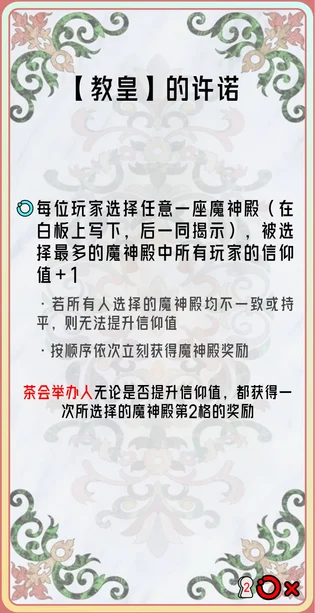 【教皇】的许诺
每位玩家选择任意一座魔神殿（在
白板上写下，后一同揭示），被选
择最多的魔神殿中所有玩家的信仰
值＋1
·若所有人选择的魔神殿均不一致或持
平，则无法提升信仰值
·按顺序依次立刻获得魔神殿奖励
茶会举办人无论是否提升信仰值，都获得一
次所选择的魔神殿第2格的奖励
2